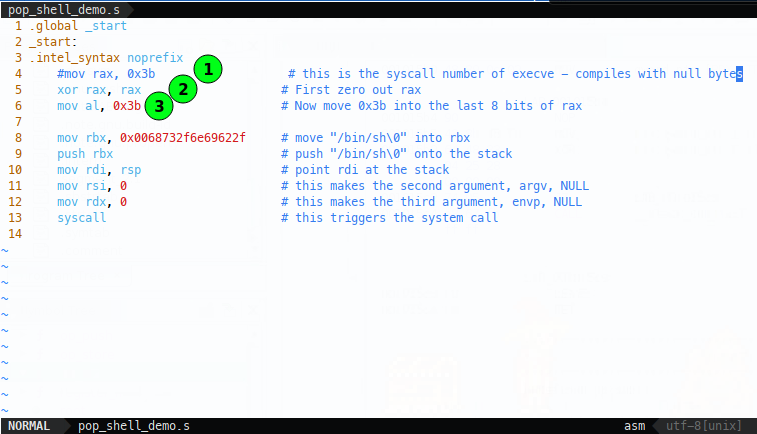 pop_shell_demo.s
1 .global _start
2 _start:
3 .intel_syntax noprefix
4 #mov rax, 0x3b 1 # this is the syscall number of execve – compiles with null bytes
5 xor rax, rax 2 # First zero out rax
6 mov al, 0x3b 3 # Now move 0x3b into the last 8 bits of rax
7
8 mov rbx, 0x0068732f6e69622f # move "/bin/sh\0" into rbx
9 push rbx # push "/bin/sh\0" onto the stack
10 mov rdi, rsp # point rdi at the stack
11 mov rsi, 0 # this makes the second argument, argv, NULL
12 mov rdx, 0 # this makes the third argument, envp, NULL
13 syscall # this triggers the system call
14
~
~
~
~
~
~
~
~
~
~
~
NORMAL pop_shell_demo.s asm utf-8[unix]